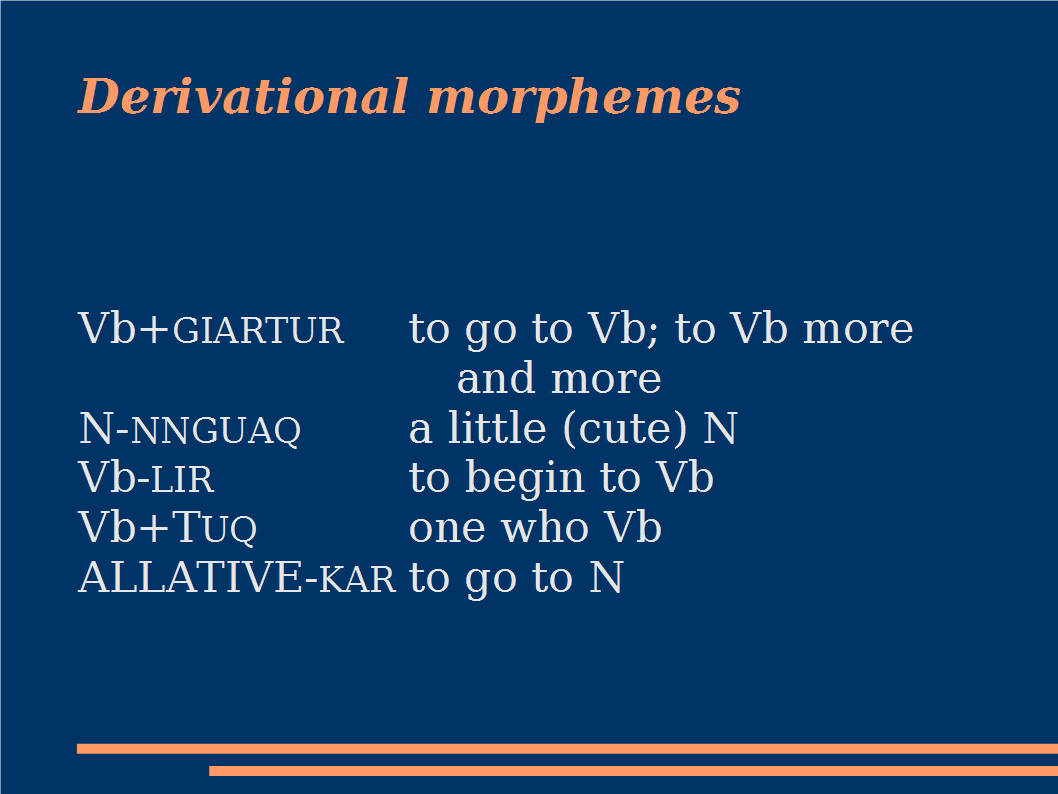 Derivational morphemes
Vb+GIARTUR to go to Vb; to Vb more
and more
N-NNGUAQ a little (cute) N
Vb-LIR to begin to Vb
Vb+TUQ one who Vb
ALLATIVE-KAR to go to N